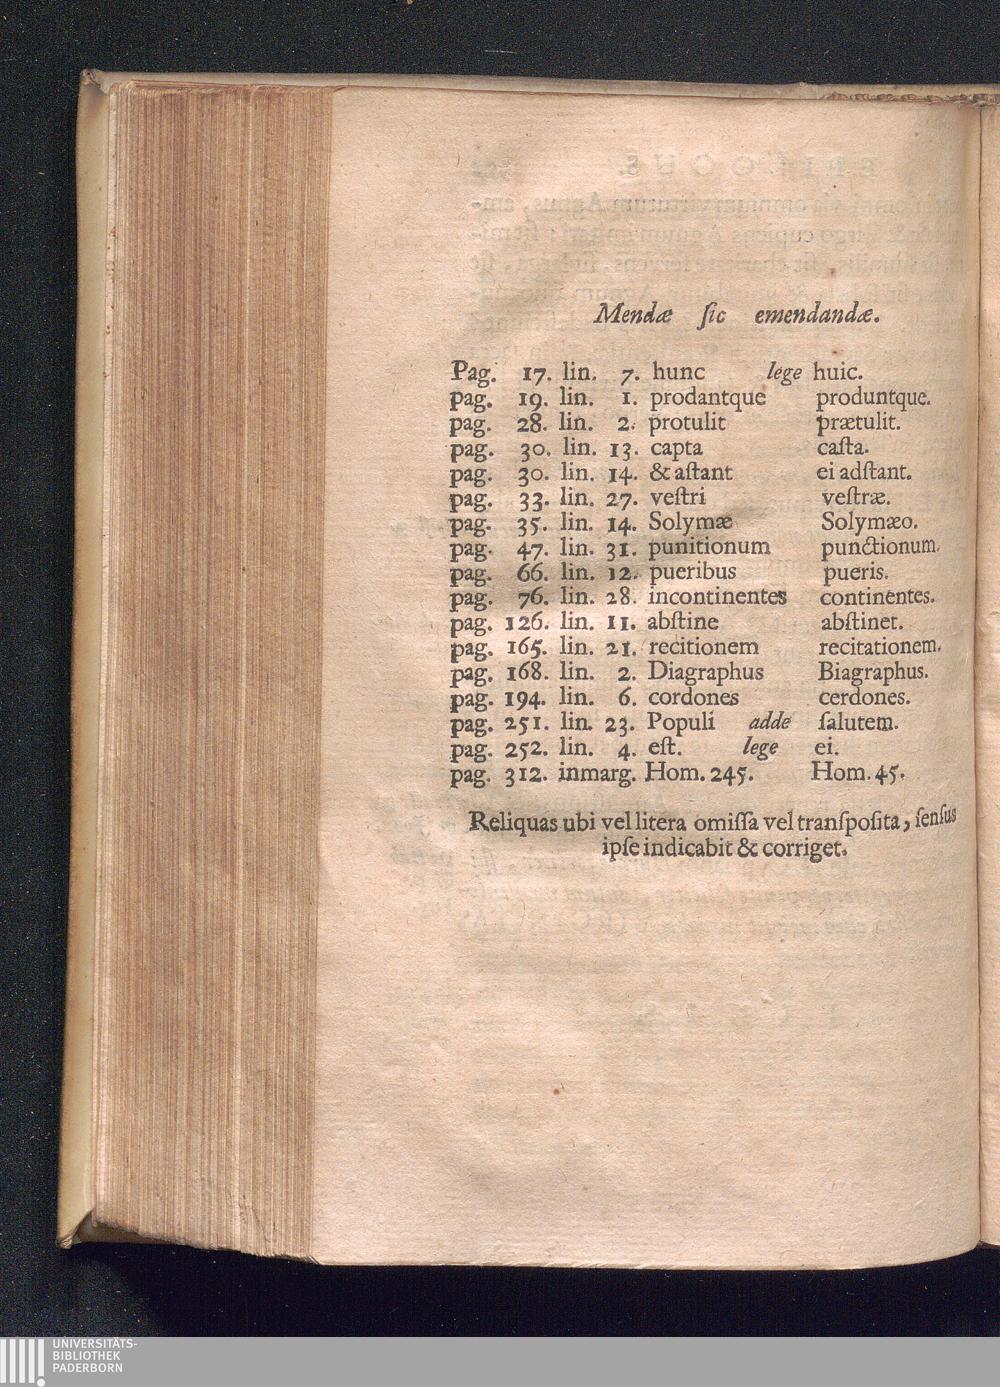 Mendæ ſic emendandæ.
Pag. 17. lin. 7. hunc lege huic.
pag. 19. lin. 1. prodantque produntque.
pag. 28. lin. 2. protulit prætulit.
pag. 30. lin. 13. capta caſta.
pag. 30. lin. 14. & aſtant ei adſtant.
pag. 33. lin. 27. veſtri veſtræ.
pag. 35. lin. 14. Solymæ Solymæo.
pag. 47. lin. 31. punitionum punctionum.
pag. 66. lin. 12. pueribus pueris.
pag. 76. lin. 28. incontinentes continentes.
pag. 126. lin. 11. abſtine abſtinet.
pag. 165. lin. 21. recitionem recitationem.
pag. 168. lin. 2. Diagraphus Biagraphus.
pag. 194. lin. 6. cordones cerdones.
pag. 251. lin. 23. Populi adde ſalutem.
pag. 252. lin. 4. eſt. lege ei.
pag. 312. in marg. Hom. 245. Hom. 45.
Reliquas ubi vel litera omiſſa vel tranſpoſita, ſenſus
ipſe indicabit & corriget.
UNIVERSITÄTS-
BIBLIOTHEK
PADERBORN